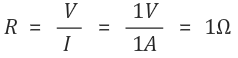 R = V/I = 1V/1A = 1Ω